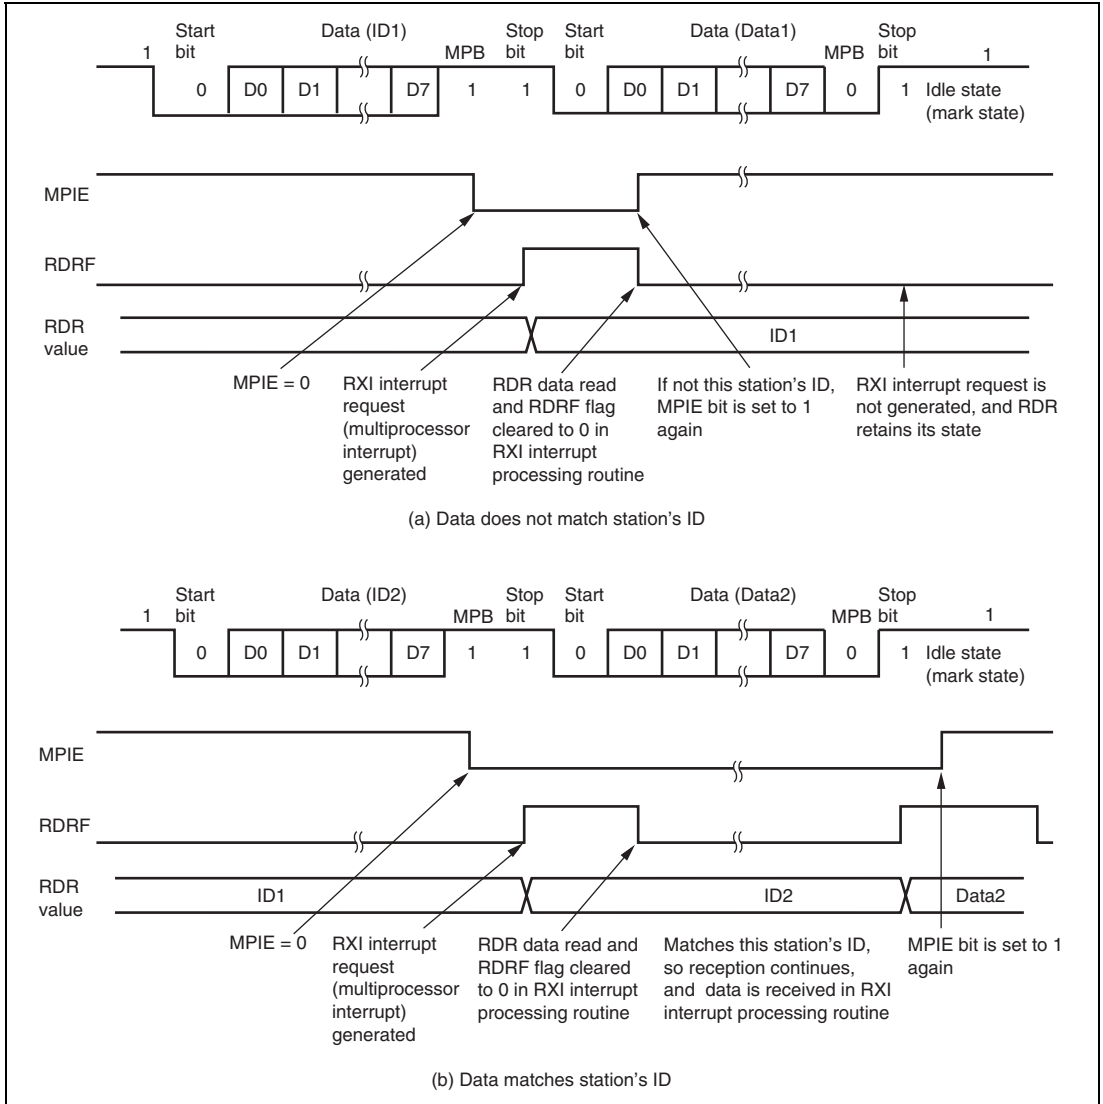 Start bit Data (ID1) MPB Stop bit Start bit Data (Data1) MPB Stop bit
1 1
0 D0 D1 D7 1 1 0 D0 D1 D7 0 1 Idle state
(mark state)
MPIE
RDRF
RDR
value
ID1
MPIE = 0
RXI interrupt
request
(multiprocessor
interrupt)
generated
RDR data read
and RDRF flag
cleared to 0 in
RXI interrupt
processing routine
If not this station's ID,
MPIE bit is set to 1
again
RXI interrupt request is
not generated, and RDR
retains its state
(a) Data does not match station's ID
Start bit Data (ID2) MPB Stop bit Start bit Data (Data2) MPB Stop bit
1 1
0 D0 D1 D7 1 1 0 D0 D1 D7 0 1 Idle state
(mark state)
MPIE
RDRF
RDR
value
ID1 ID2 Data2
MPIE = 0
RXI interrupt
request
(multiprocessor
interrupt)
generated
RDR data read and
RDRF flag cleared
to 0 in RXI interrupt
processing routine
Matches this station's ID,
so reception continues,
and data is received in RXI
interrupt processing routine
MPIE bit is set to 1
again
(b) Data matches station's ID